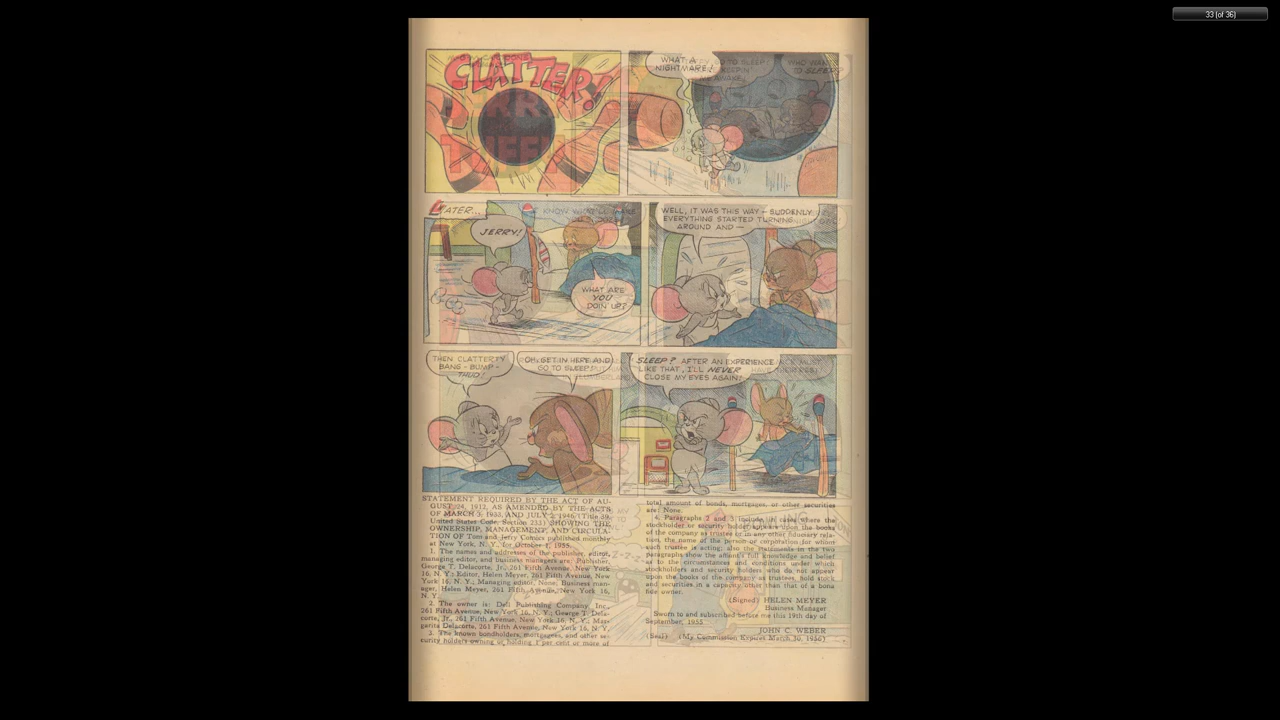 33 (of 36)
CLATTER!
WHAT A
NIGHTMARE!
LATER...
JERRY!
WHAT ARE
YOU
DOIN' UP?
WELL, IT WAS THIS WAY — SUDDENLY
EVERYTHING STARTED TURNING
AROUND AND —
THEN CLATTERTY
BANG - BUMP -
THUD!
OH, GET IN HERE AND
GO TO SLEEP!
SLEEP? AFTER AN EXPERIENCE
LIKE THAT, I'LL NEVER
CLOSE MY EYES AGAIN!
STATEMENT REQUIRED BY THE ACT OF AU-
GUST 24, 1912, AS AMENDED BY THE ACTS
OF MARCH 3, 1933, AND JULY 2, 1946 (Title 39,
United States Code, Section 233) SHOWING THE
OWNERSHIP, MANAGEMENT, AND CIRCULA-
TION OF Tom and Jerry Comics published monthly
at New York, N. Y., for October 1, 1955.
1. The names and addresses of the publisher, editor,
managing editor, and business managers are: Publisher,
George T. Delacorte, Jr., 261 Fifth Avenue, New York
16, N. Y.; Editor, Helen Meyer, 261 Fifth Avenue, New
York 16, N. Y.; Managing editor, None; Business man-
ager, Helen Meyer, 261 Fifth Avenue, New York 16,
N. Y.
2. The owner is: Dell Publishing Company, Inc.,
261 Fifth Avenue, New York 16, N. Y.; George T. Dela-
corte, Jr., 261 Fifth Avenue, New York 16, N. Y.; Mar-
garita Delacorte, 261 Fifth Avenue, New York 16, N. Y.
3. The known bondholders, mortgagees, and other se-
curity holders owning or holding 1 per cent or more of
total amount of bonds, mortgages, or other securities
are: None.
4. Paragraphs 2 and 3 include, in cases where the
stockholder or security holder appears upon the books
of the company as trustee or in any other fiduciary rela-
tion, the name of the person or corporation for whom
such trustee is acting; also the statements in the two
paragraphs show the affiant's full knowledge and belief
as to the circumstances and conditions under which
stockholders and security holders who do not appear
upon the books of the company as trustees, hold stock
and securities in a capacity other than that of a bona
fide owner.
(Signed) HELEN MEYER
Business Manager
Sworn to and subscribed before me this 19th day of
September, 1955
JOHN C. WEBER
(Seal) (My Commission Expires March 30, 1956)